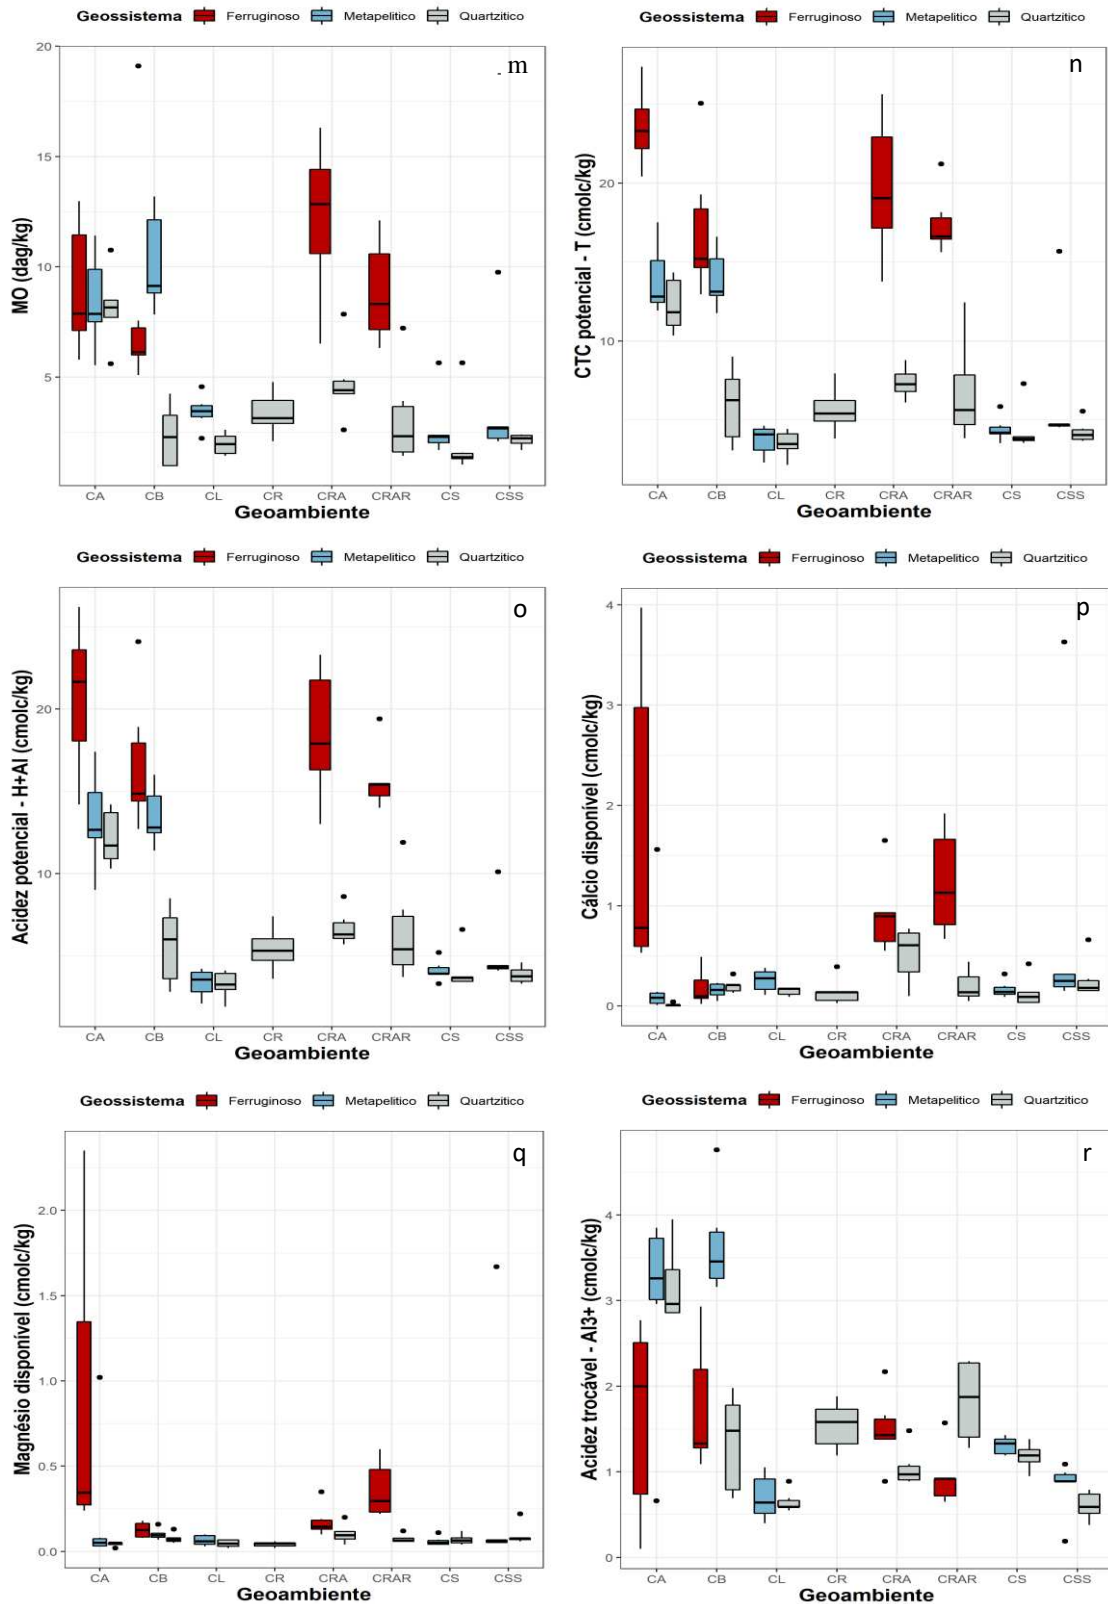 Geossistema Ferruginoso Metapelitico Quartzitico
m
MO (dag/kg)
20
15
10
5
CA CB CL CR CRA CRAR CS CSS
Geoambiente
Geossistema Ferruginoso Metapelitico Quartzitico
n
CTC potencial - T (cmolc/kg)
20
10
CA CB CL CR CRA CRAR CS CSS
Geoambiente
Geossistema Ferruginoso Metapelitico Quartzitico
o
Acidez potencial - H+Al (cmolc/kg)
20
10
CA CB CL CR CRA CRAR CS CSS
Geoambiente
Geossistema Ferruginoso Metapelitico Quartzitico
p
Cálcio disponível (cmolc/kg)
4
3
2
1
0
CA CB CL CR CRA CRAR CS CSS
Geoambiente
Geossistema Ferruginoso Metapelitico Quartzitico
q
Magnésio disponível (cmolc/kg)
2.0
1.5
1.0
0.5
0.0
CA CB CL CR CRA CRAR CS CSS
Geoambiente
Geossistema Ferruginoso Metapelitico Quartzitico
r
Acidez trocável - Al3+ (cmolc/kg)
4
3
2
1
0
CA CB CL CR CRA CRAR CS CSS
Geoambiente